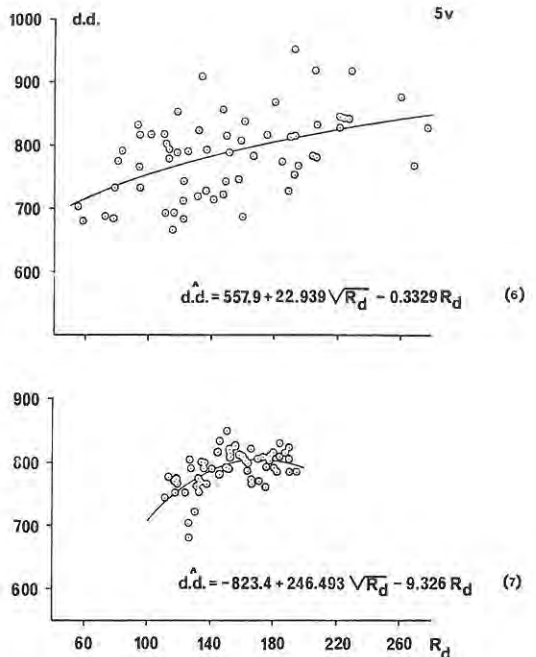 1000 d.d. 5v
900
800
700
600
d̂.d. = 557.9 + 22.939 √R_d − 0.3329 R_d (6)
900
800
700
600
d̂.d. = −823.4 + 246.493 √R_d − 9.326 R_d (7)
60 100 140 180 220 260 R_d